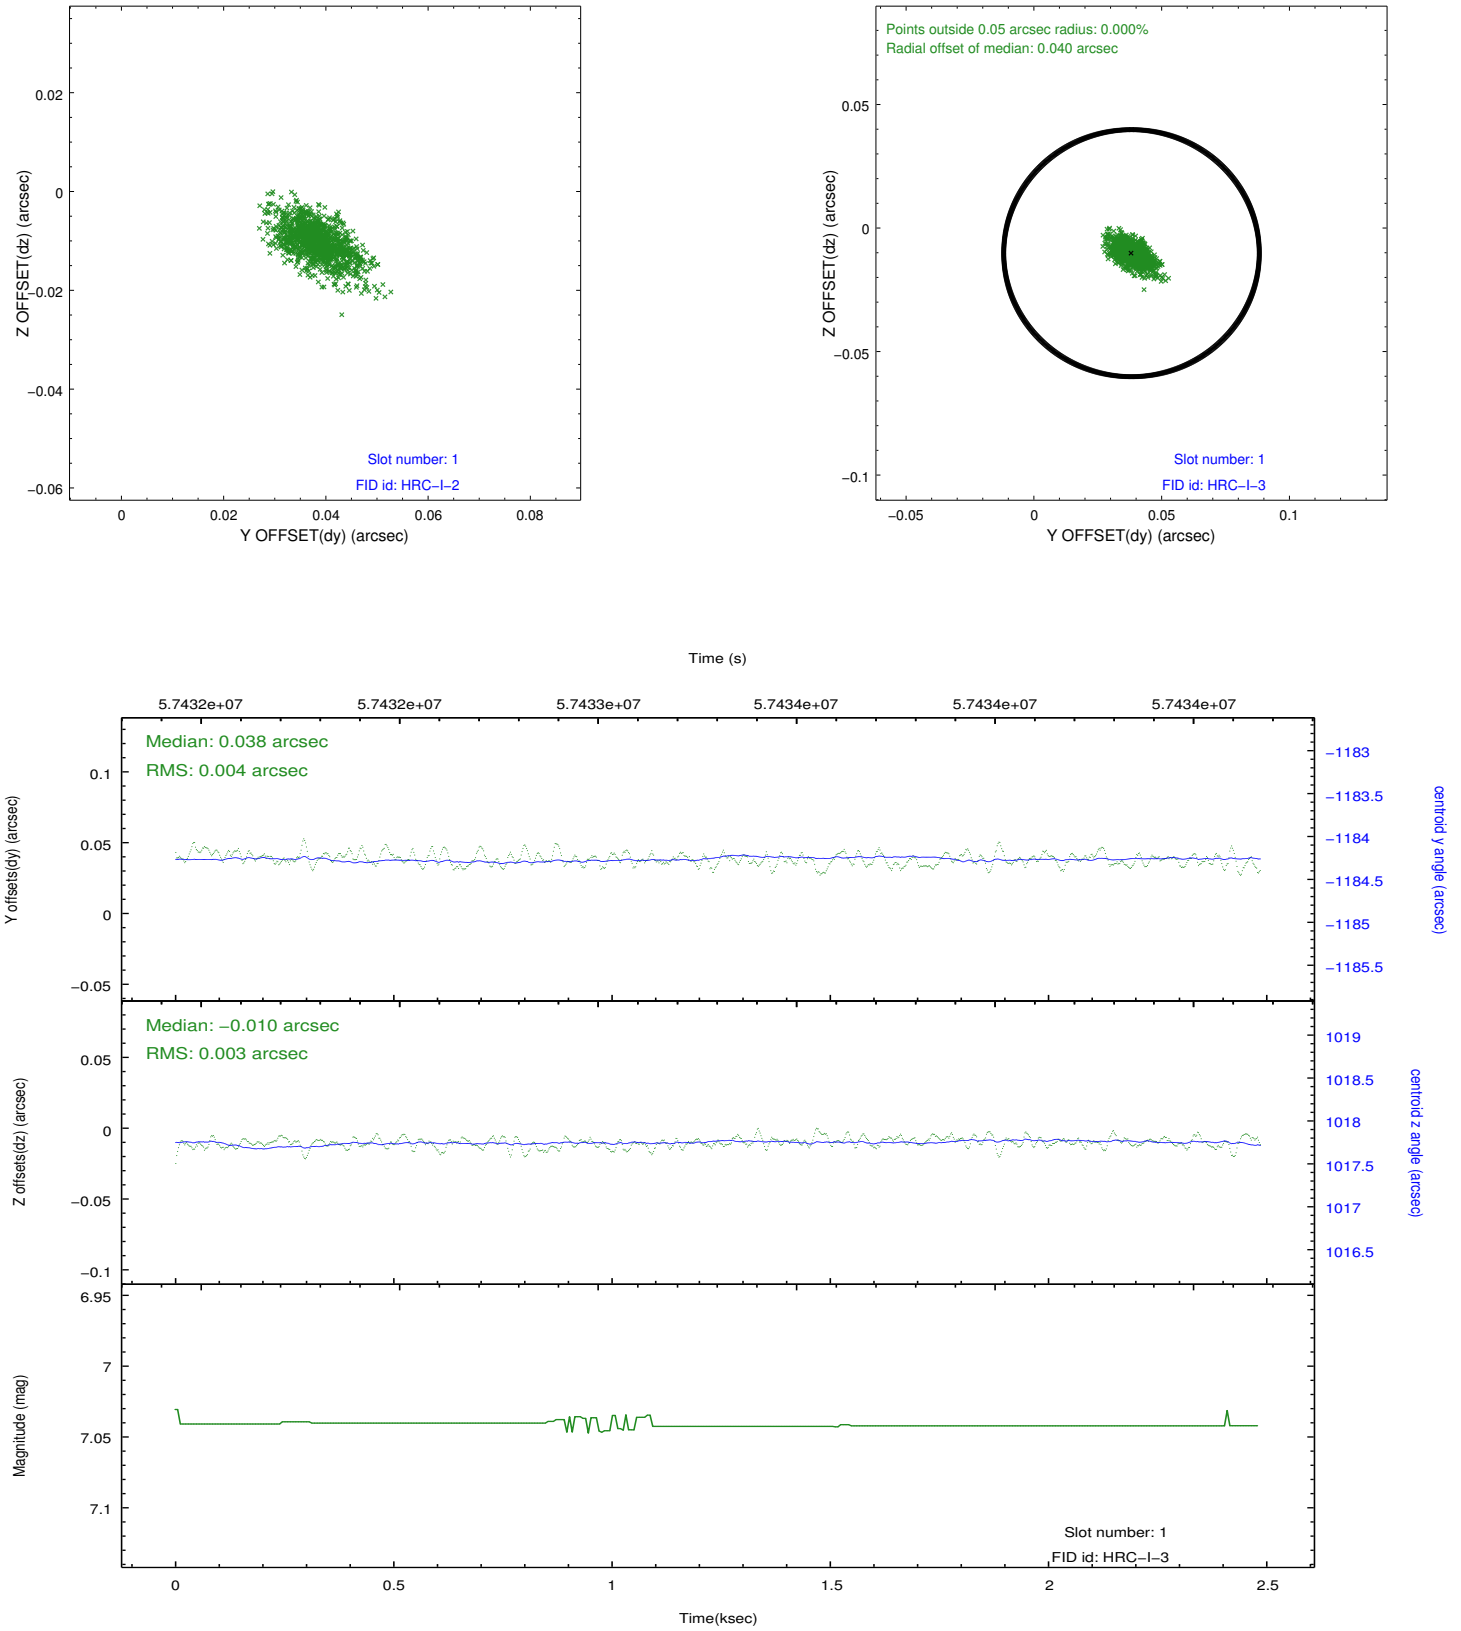 0.02
0
−0.02
−0.04
−0.06
Z OFFSET(dz) (arcsec)
Slot number: 1
FID id: HRC−I−2
0 0.02 0.04 0.06 0.08
Y OFFSET(dy) (arcsec)
Points outside 0.05 arcsec radius: 0.000%
Radial offset of median: 0.040 arcsec
0.05
0
−0.05
−0.1
Z OFFSET(dz) (arcsec)
Slot number: 1
FID id: HRC−I−3
−0.05 0 0.05 0.1
Y OFFSET(dy) (arcsec)
Time (s)
5.7432e+07 5.7432e+07 5.7433e+07 5.7434e+07 5.7434e+07 5.7434e+07
Median: 0.038 arcsec
RMS: 0.004 arcsec
0.1
0.05
0
−0.05
Y offsets(dy) (arcsec)
−1183
−1183.5
−1184
−1184.5
−1185
−1185.5
centroid y angle (arcsec)
Median: −0.010 arcsec
RMS: 0.003 arcsec
0.05
0
−0.05
−0.1
Z offsets(dz) (arcsec)
1019
1018.5
1018
1017.5
1017
1016.5
centroid z angle (arcsec)
6.95
7
7.05
7.1
Magnitude (mag)
Slot number: 1
FID id: HRC−I−3
0 0.5 1 1.5 2 2.5
Time(ksec)